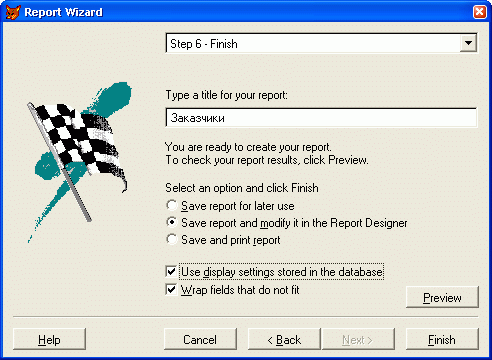 Report Wizard
Step 6 - Finish
Type a title for your report:
Заказчики
You are ready to create your report.
To check your report results, click Preview.
Select an option and click Finish
Save report for later use
Save report and modify it in the Report Designer
Save and print report
Use display settings stored in the database
Wrap fields that do not fit
Preview
Help
Cancel
< Back
Next >
Finish